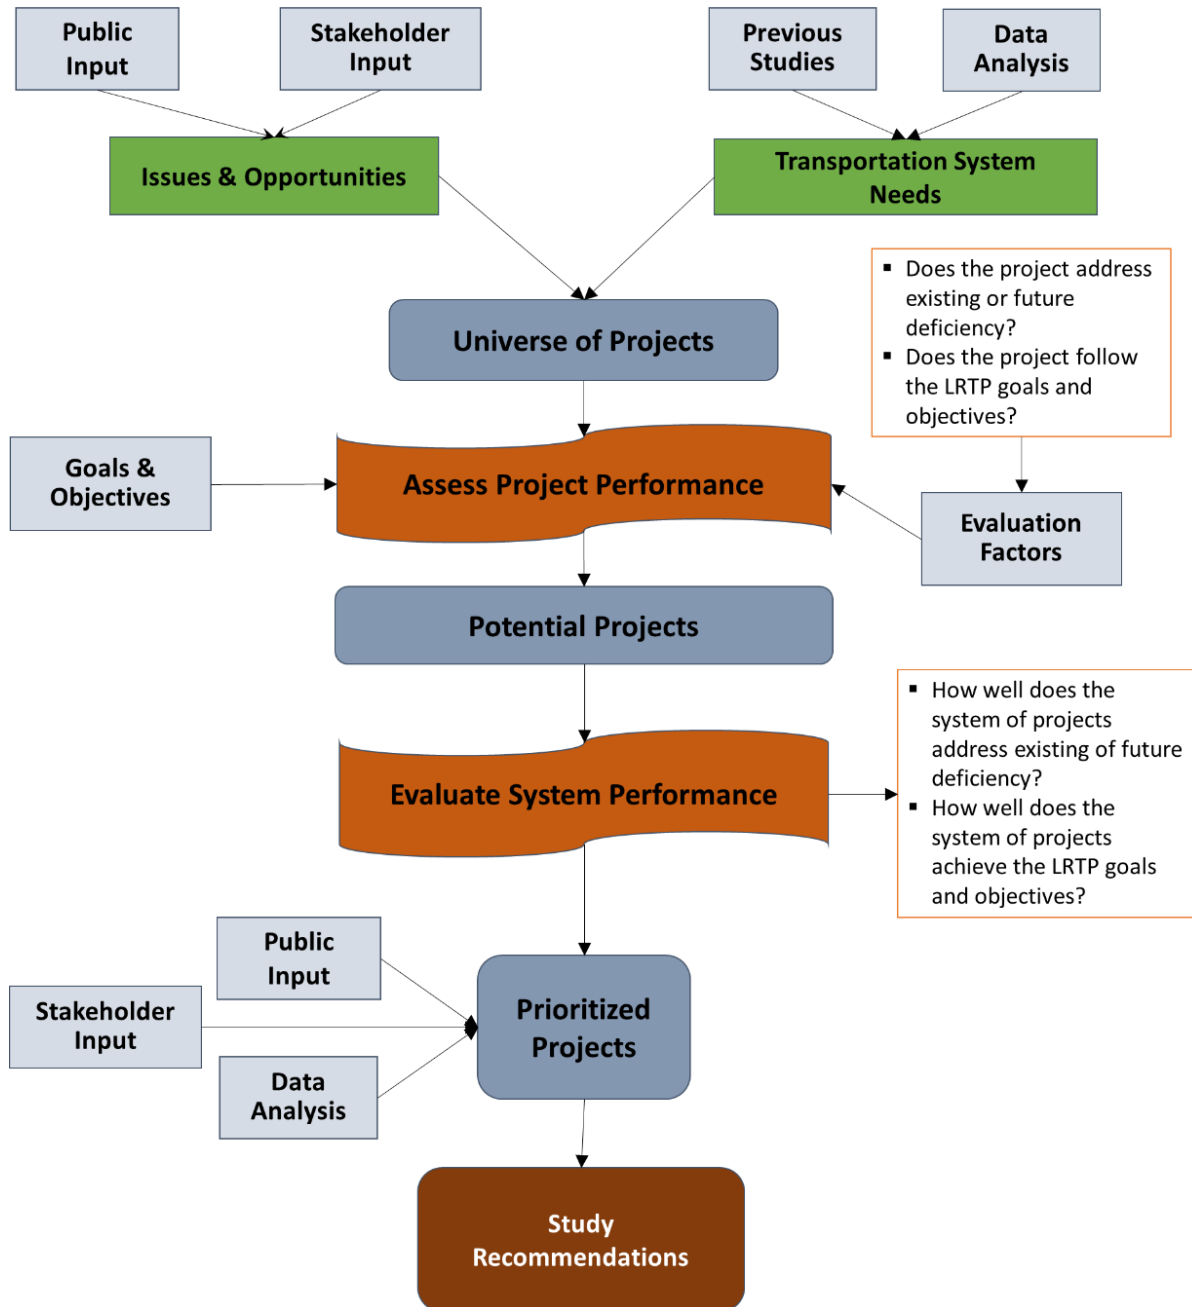 Public
Input
Stakeholder
Input
Previous
Studies
Data
Analysis
Issues & Opportunities
Transportation System
Needs
▪ Does the project address
existing or future
deficiency?
▪ Does the project follow
the LRTP goals and
objectives?
Universe of Projects
Goals &
Objectives
Assess Project Performance
Evaluation
Factors
Potential Projects
▪ How well does the
system of projects
address existing of future
deficiency?
▪ How well does the
system of projects
achieve the LRTP goals
and objectives?
Evaluate System Performance
Public
Input
Stakeholder
Input
Data
Analysis
Prioritized
Projects
Study
Recommendations